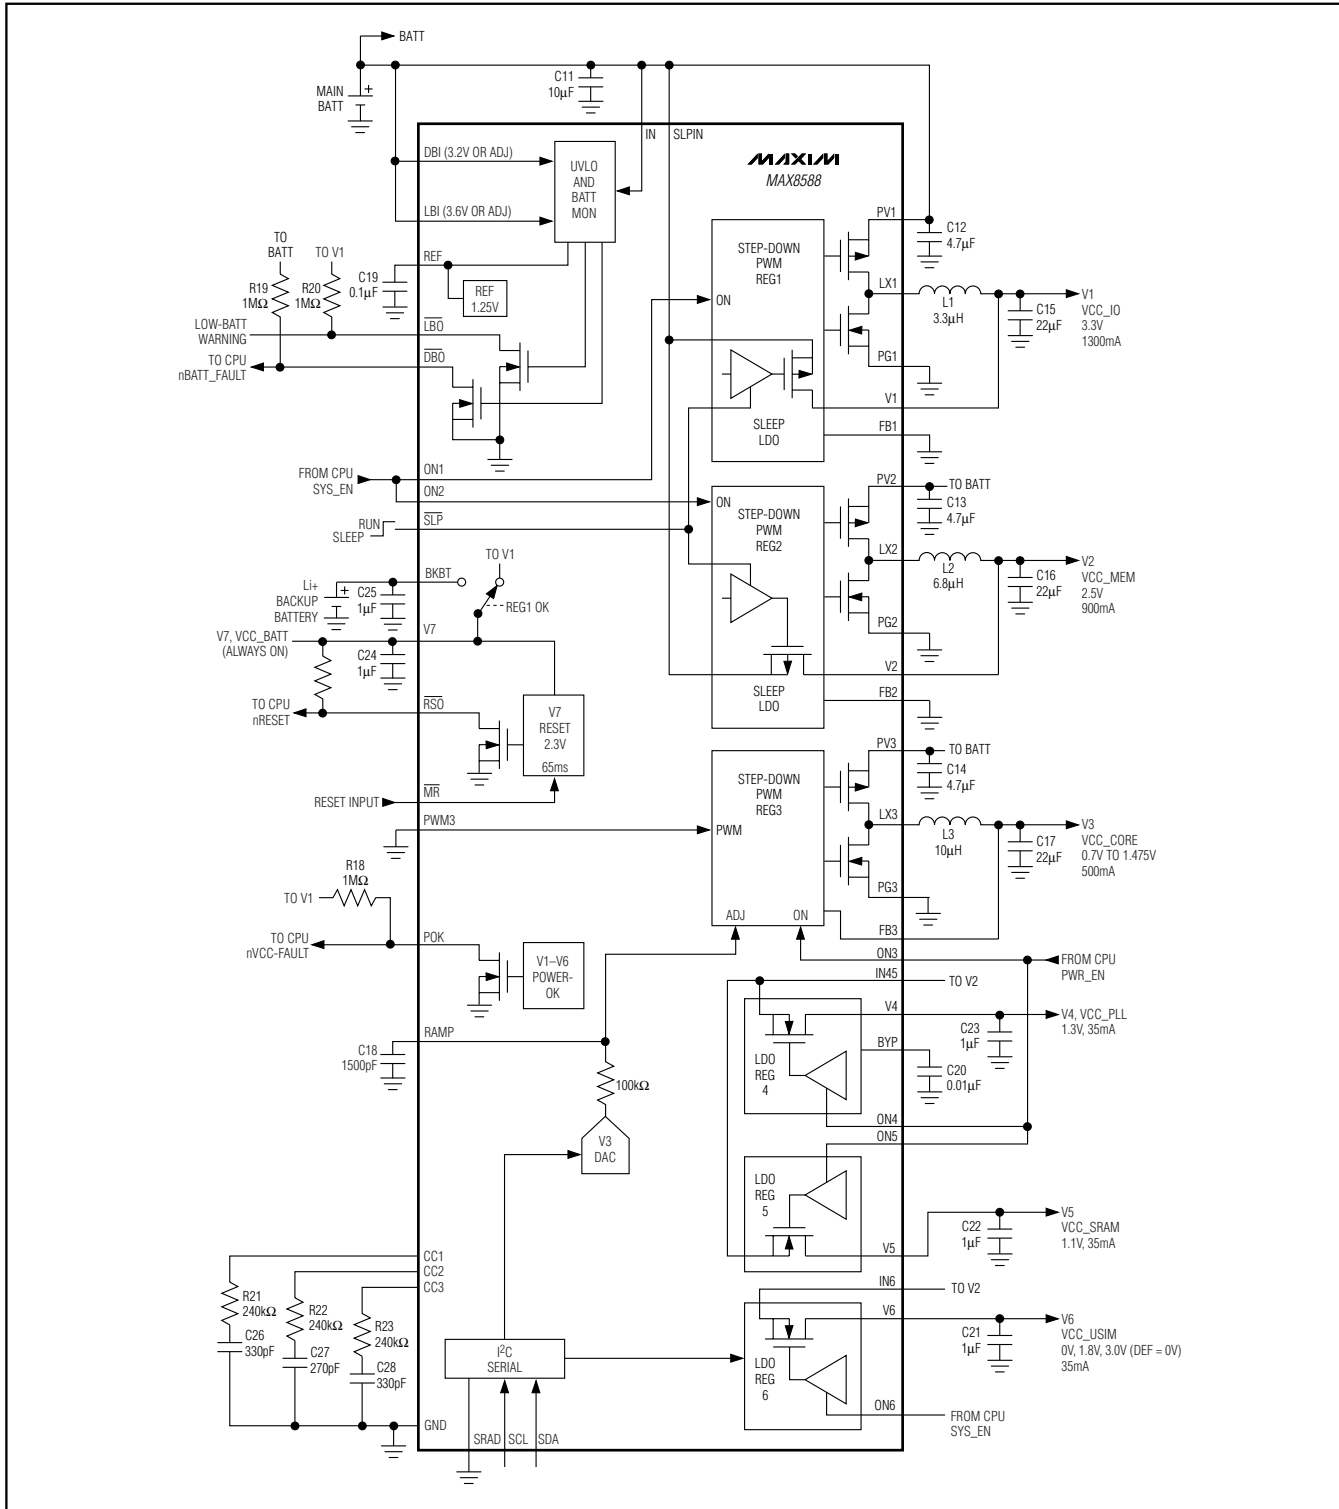 BATT
MAIN
BATT
C11
10µF
IN
SLPIN
MAXIM
MAX8588
DBI (3.2V OR ADJ)
LBI (3.6V OR ADJ)
UVLO
AND
BATT
MON
TO
BATT
TO V1
R19
1MΩ
R20
1MΩ
C19
0.1µF
REF
REF
1.25V
LOW-BATT
WARNING
LBO
TO CPU
nBATT_FAULT
DBO
STEP-DOWN
PWM
REG1
ON
SLEEP
LDO
PV1
C12
4.7µF
LX1
L1
3.3µH
C15
22µF
V1
VCC_IO
3.3V
1300mA
PG1
V1
FB1
FROM CPU
SYS_EN
ON1
ON2
RUN
SLEEP
SLP
ON
STEP-DOWN
PWM
REG2
SLEEP
LDO
PV2
TO BATT
C13
4.7µF
LX2
L2
6.8µH
C16
22µF
V2
VCC_MEM
2.5V
900mA
PG2
V2
FB2
Li+
BACKUP
BATTERY
C25
1µF
BKBT
TO V1
REG1 OK
V7, VCC_BATT
(ALWAYS ON)
V7
C24
1µF
TO CPU
nRESET
RSO
V7
RESET
2.3V
65ms
RESET INPUT
MR
PWM3
STEP-DOWN
PWM
REG3
PWM
ADJ
ON
PV3
TO BATT
C14
4.7µF
LX3
L3
10µH
C17
22µF
V3
VCC_CORE
0.7V TO 1.475V
500mA
PG3
FB3
R18
1MΩ
TO V1
TO CPU
nVCC-FAULT
POK
V1–V6
POWER-
OK
ON3
FROM CPU
PWR_EN
IN45
TO V2
V4
V4, VCC_PLL
1.3V, 35mA
C23
1µF
BYP
C20
0.01µF
LDO
REG
4
ON4
ON5
RAMP
C18
1500pF
100kΩ
V3
DAC
LDO
REG
5
V5
C22
1µF
V5
VCC_SRAM
1.1V, 35mA
CC1
CC2
CC3
R21
240kΩ
C26
330pF
R22
240kΩ
C27
270pF
R23
240kΩ
C28
330pF
GND
I²C
SERIAL
SRAD
SCL
SDA
IN6
TO V2
V6
C21
1µF
V6
VCC_USIM
0V, 1.8V, 3.0V (DEF = 0V)
35mA
LDO
REG
6
ON6
FROM CPU
SYS_EN